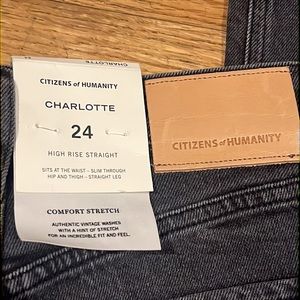 CHARLOTTE
CITIZENS of HUMANITY
CHARLOTTE
24
HIGH RISE STRAIGHT
SITS AT THE WAIST – SLIM THROUGH
HIP AND THIGH – STRAIGHT LEG
COMFORT STRETCH
AUTHENTIC VINTAGE WASHES
WITH A HINT OF STRETCH
FOR AN INCREDIBLE FIT AND FEEL.
CITIZENS of HUMANITY